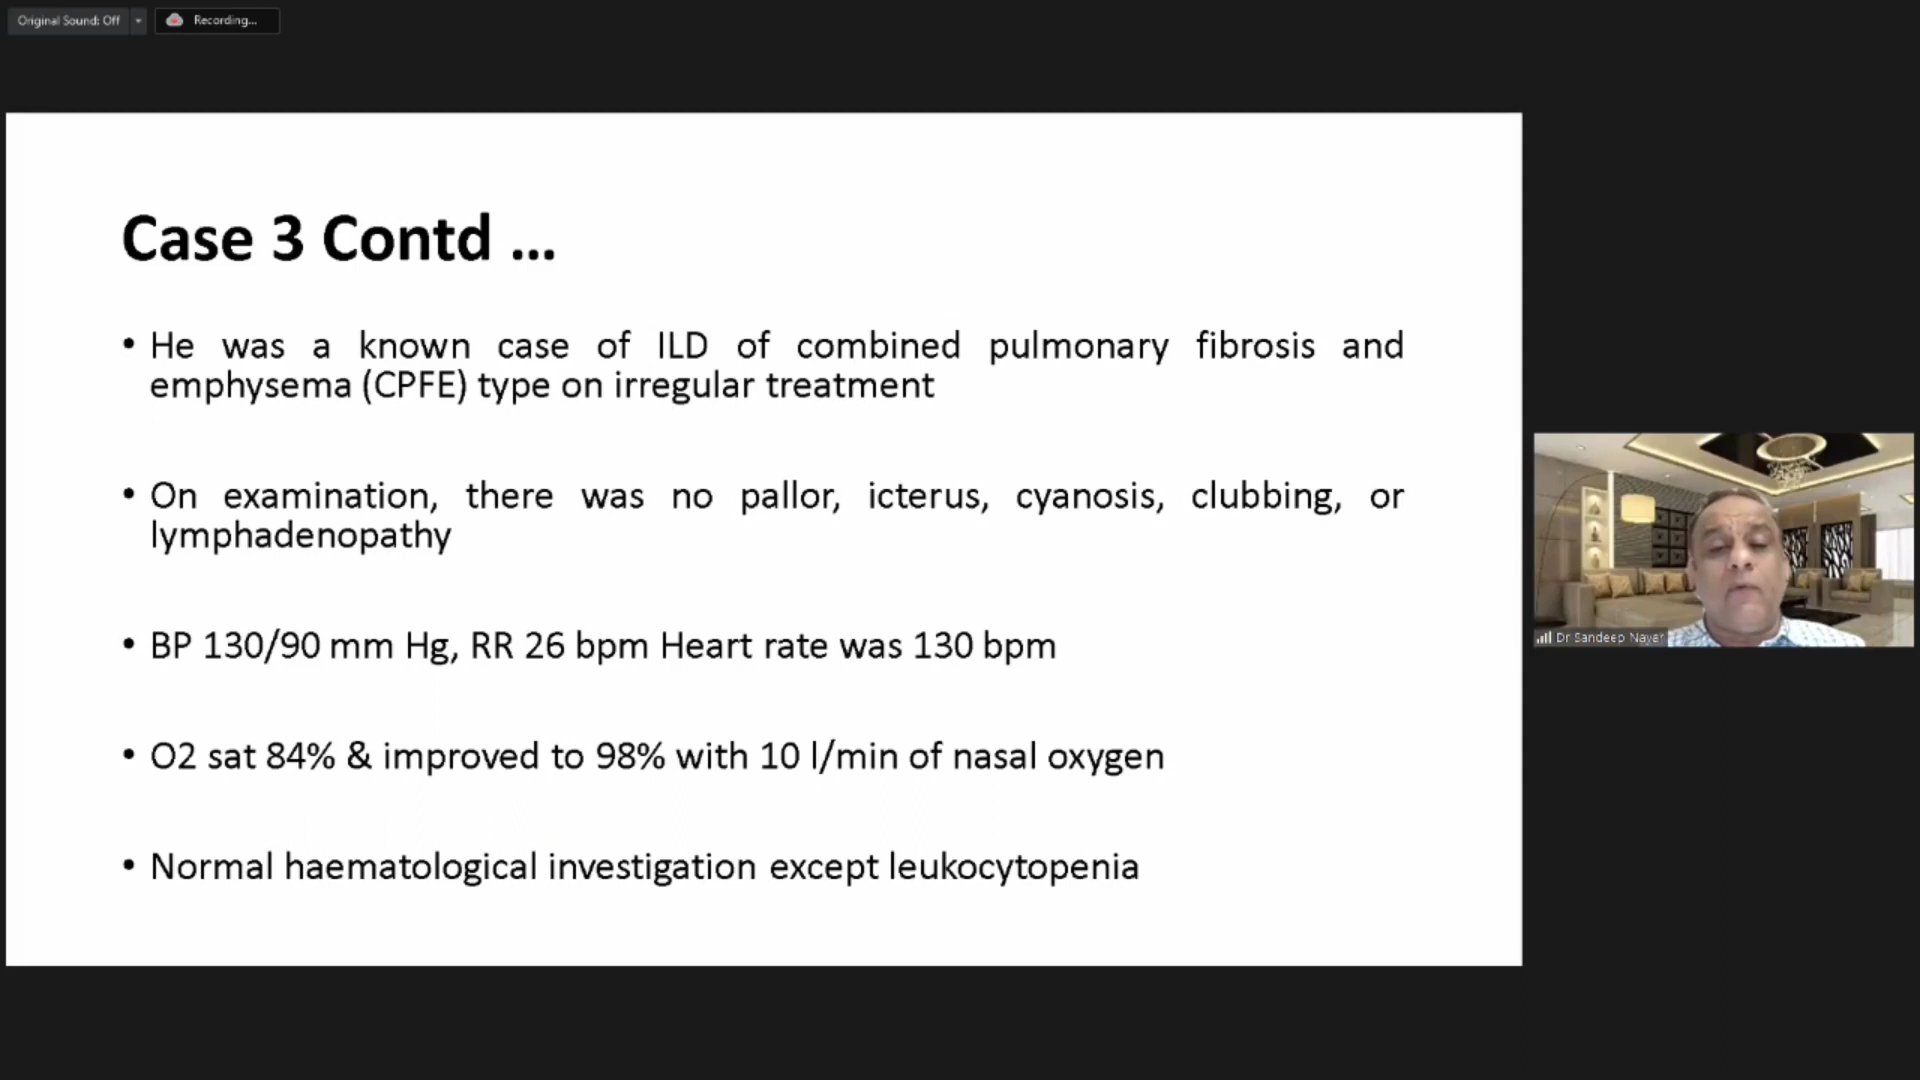 Original Sound: Off
Recording...
Case 3 Contd ...
• He was a known case of ILD of combined pulmonary fibrosis and
emphysema (CPFE) type on irregular treatment
• On examination, there was no pallor, icterus, cyanosis, clubbing, or
lymphadenopathy
• BP 130/90 mm Hg, RR 26 bpm Heart rate was 130 bpm
• O2 sat 84% & improved to 98% with 10 l/min of nasal oxygen
• Normal haematological investigation except leukocytopenia
Dr Sandeep Nayar